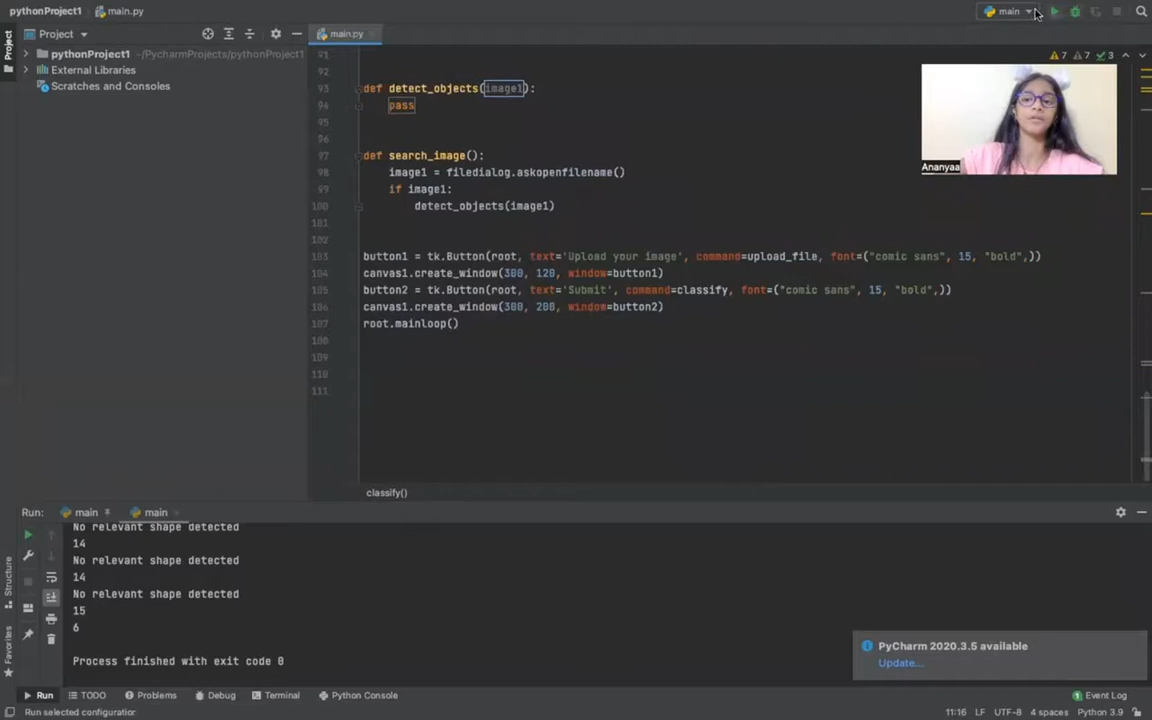 pythonProject1 main.py
main
Project
main.py
Project
pythonProject1 ~/PycharmProjects/pythonProject1
External Libraries
Scratches and Consoles
7 7 3
91
92
93 def detect_objects(image1):
94 pass
95
96
97 def search_image():
98 image1 = filedialog.askopenfilename()
99 if image1:
100 detect_objects(image1)
101
102
103 button1 = tk.Button(root, text='Upload your image', command=upload_file, font=("comic sans", 15, "bold",))
104 canvas1.create_window(300, 120, window=button1)
105 button2 = tk.Button(root, text='Submit', command=classify, font=("comic sans", 15, "bold",))
106 canvas1.create_window(300, 200, window=button2)
107 root.mainloop()
108
109
110
111
Ananyaa
classify()
Run: main main
No relevant shape detected
14
No relevant shape detected
14
No relevant shape detected
15
6
Process finished with exit code 0
Structure
Favorites
PyCharm 2020.3.5 available
Update...
Run TODO Problems Debug Terminal Python Console
1 Event Log
Run selected configuration
11:16 LF UTF-8 4 spaces Python 3.9